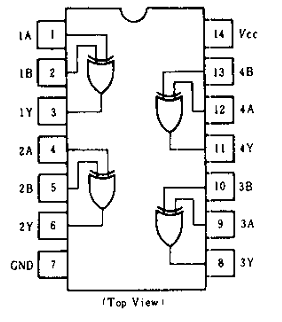 1A 1 14 Vcc
1B 2 13 4B
1Y 3 12 4A
2A 4 11 4Y
2B 5 10 3B
2Y 6 9 3A
GND 7 8 3Y
(Top View)